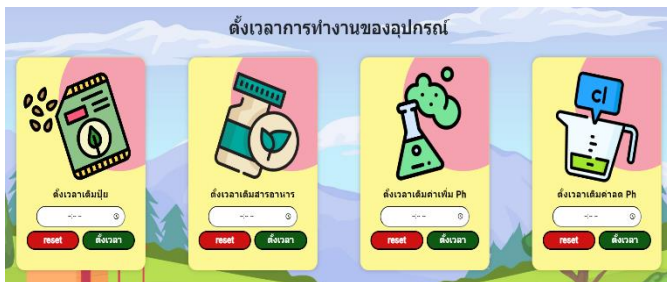 ตั้งเวลาการทำงานของอุปกรณ์
cl
ตั้งเวลาเติมปุ๋ย
--:--
reset ตั้งเวลา
ตั้งเวลาเติมสารอาหาร
--:--
reset ตั้งเวลา
ตั้งเวลาเติมค่าเพิ่ม Ph
--:--
reset ตั้งเวลา
ตั้งเวลาเติมค่าลด Ph
--:--
reset ตั้งเวลา